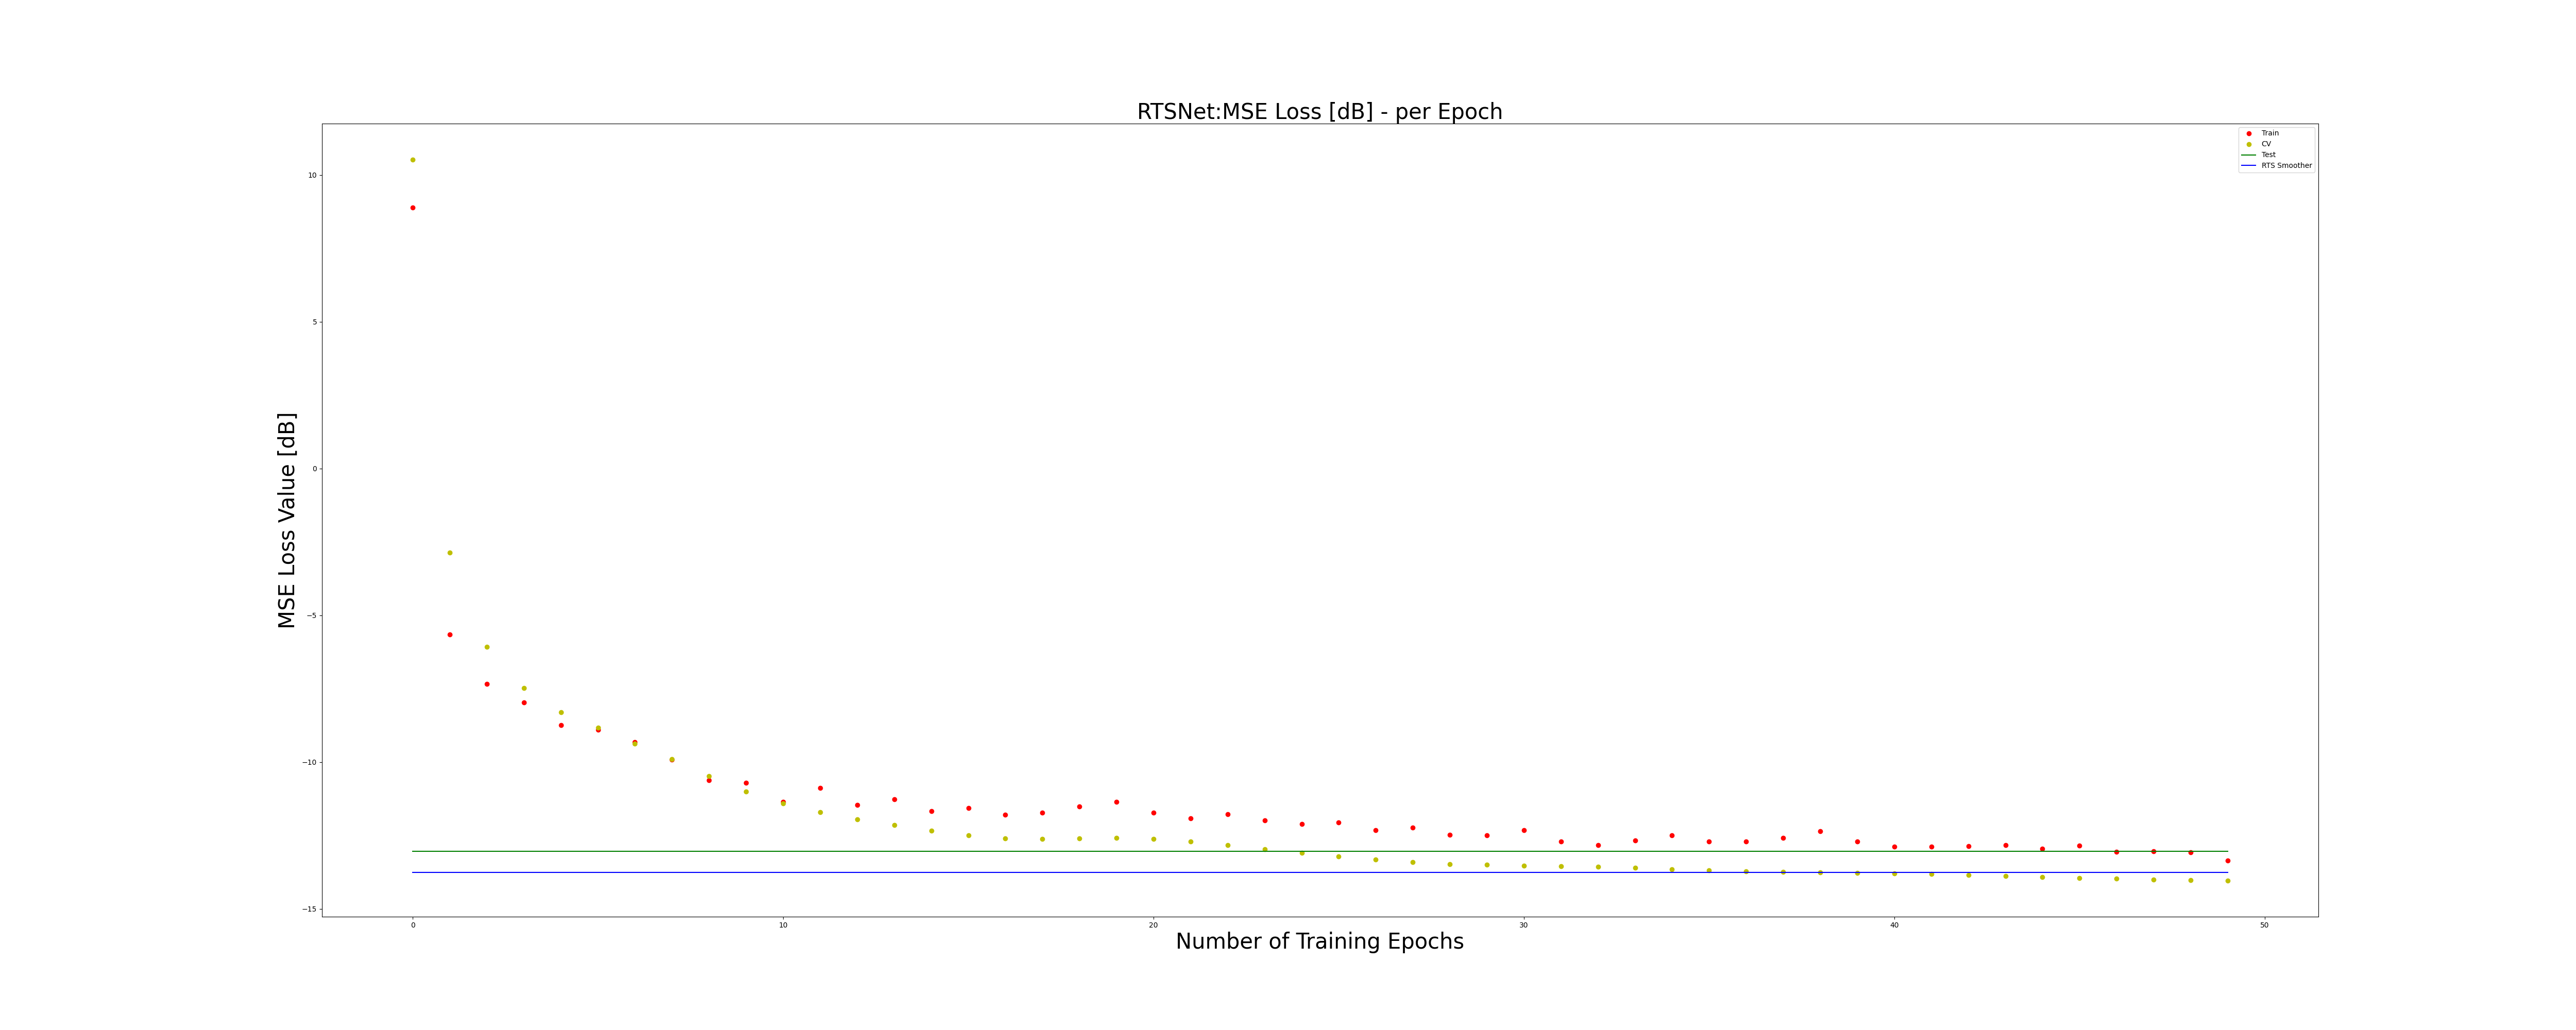 RTSNet:MSE Loss [dB] - per Epoch
Train
CV
Test
RTS Smoother
MSE Loss Value [dB]
10
5
0
−5
−10
−15
0 10 20 30 40 50
Number of Training Epochs